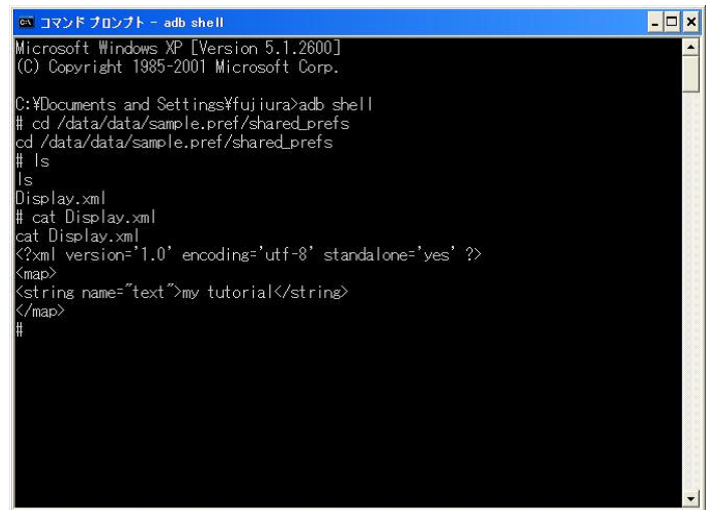 コマンド プロンプト - adb shell
Microsoft Windows XP [Version 5.1.2600]
(C) Copyright 1985-2001 Microsoft Corp.
C:¥Documents and Settings¥fujiura>adb shell
# cd /data/data/sample.pref/shared_prefs
cd /data/data/sample.pref/shared_prefs
# ls
ls
Display.xml
# cat Display.xml
cat Display.xml
<?xml version='1.0' encoding='utf-8' standalone='yes' ?>
<map>
<string name="text">my tutorial</string>
</map>
#